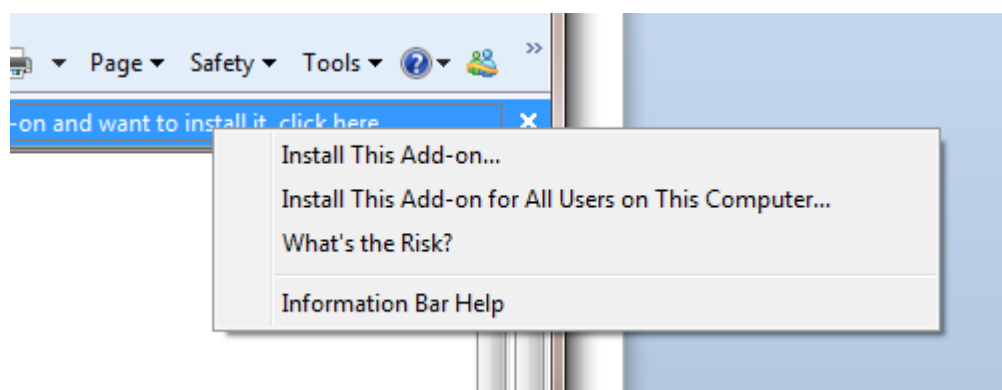 Page Safety Tools »
-on and want to install it, click here
Install This Add-on...
Install This Add-on for All Users on This Computer...
What's the Risk?
Information Bar Help